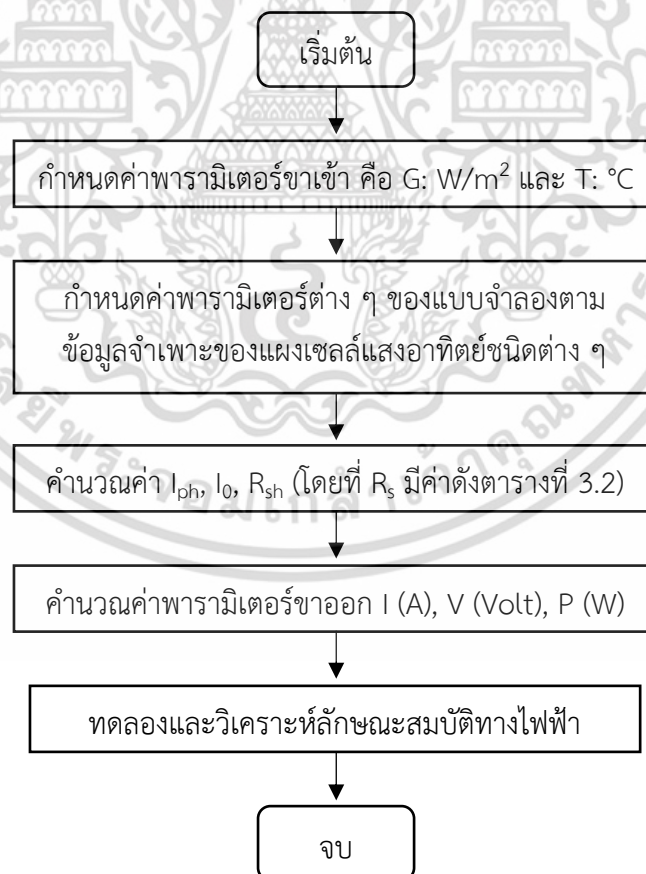 เริ่มต้น
กำหนดค่าพารามิเตอร์ขาเข้า คือ G: W/m² และ T: °C
กำหนดค่าพารามิเตอร์ต่าง ๆ ของแบบจำลองตาม
ข้อมูลจำเพาะของแผงเซลล์แสงอาทิตย์ชนิดต่าง ๆ
คำนวณค่า Iph, I0, Rsh (โดยที่ Rs มีค่าดังตารางที่ 3.2)
คำนวณค่าพารามิเตอร์ขาออก I (A), V (Volt), P (W)
ทดลองและวิเคราะห์ลักษณะสมบัติทางไฟฟ้า
จบ